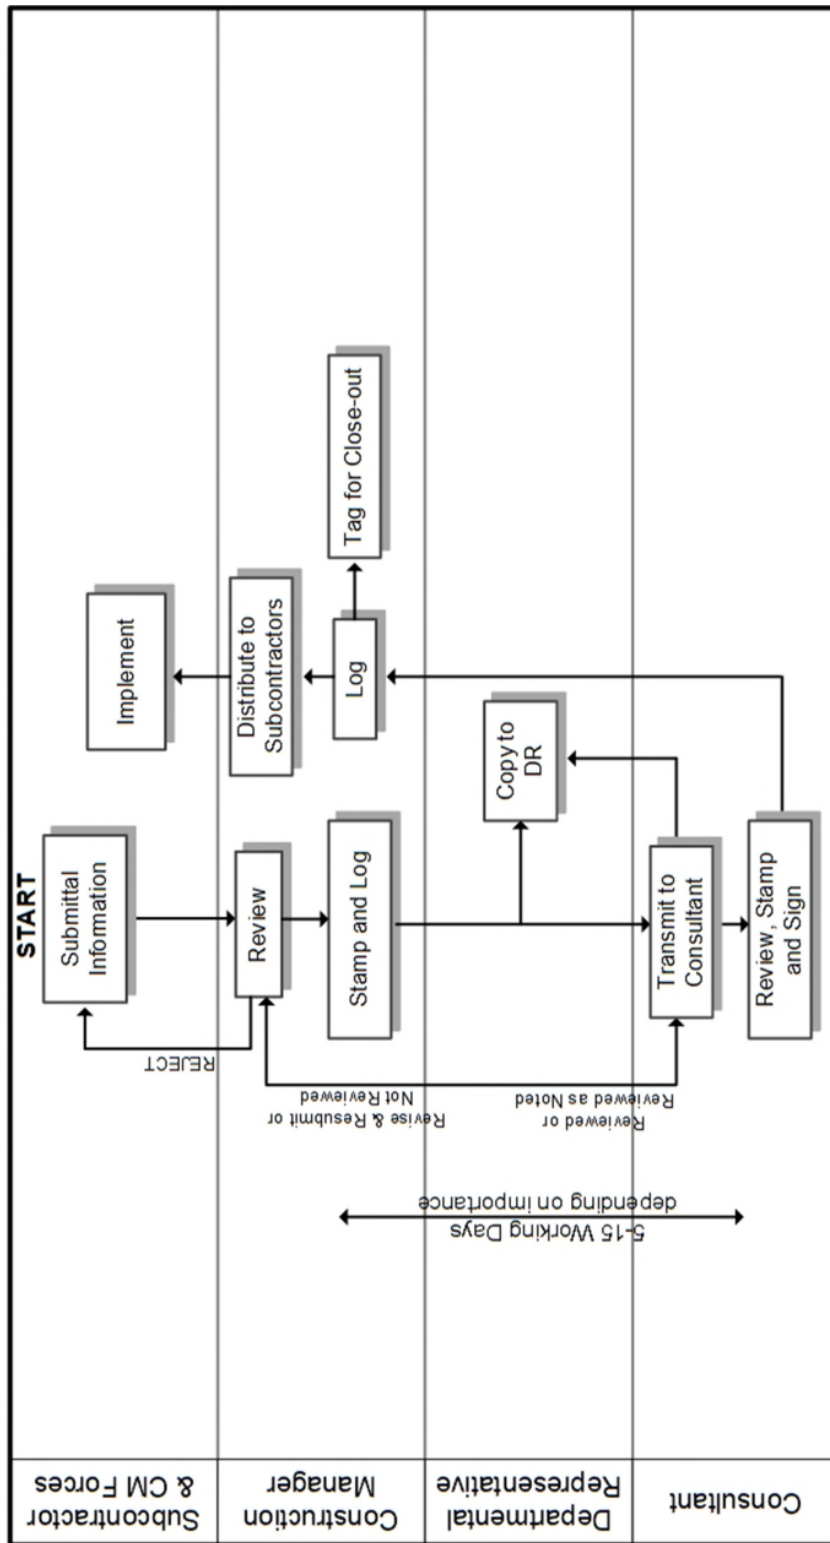 START
Submittal
Information
REJECT
Review
Stamp and Log
Revise & Resubmit or
Not Reviewed
Reviewed or
Reviewed as Noted
5-15 Working Days
depending on importance
Transmit to
Consultant
Review, Stamp
and Sign
Copy to
DR
Log
Tag for Close-out
Distribute to
Subcontractors
Implement
Subcontractor
& CM Forces
Construction
Manager
Departmental
Representative
Consultant